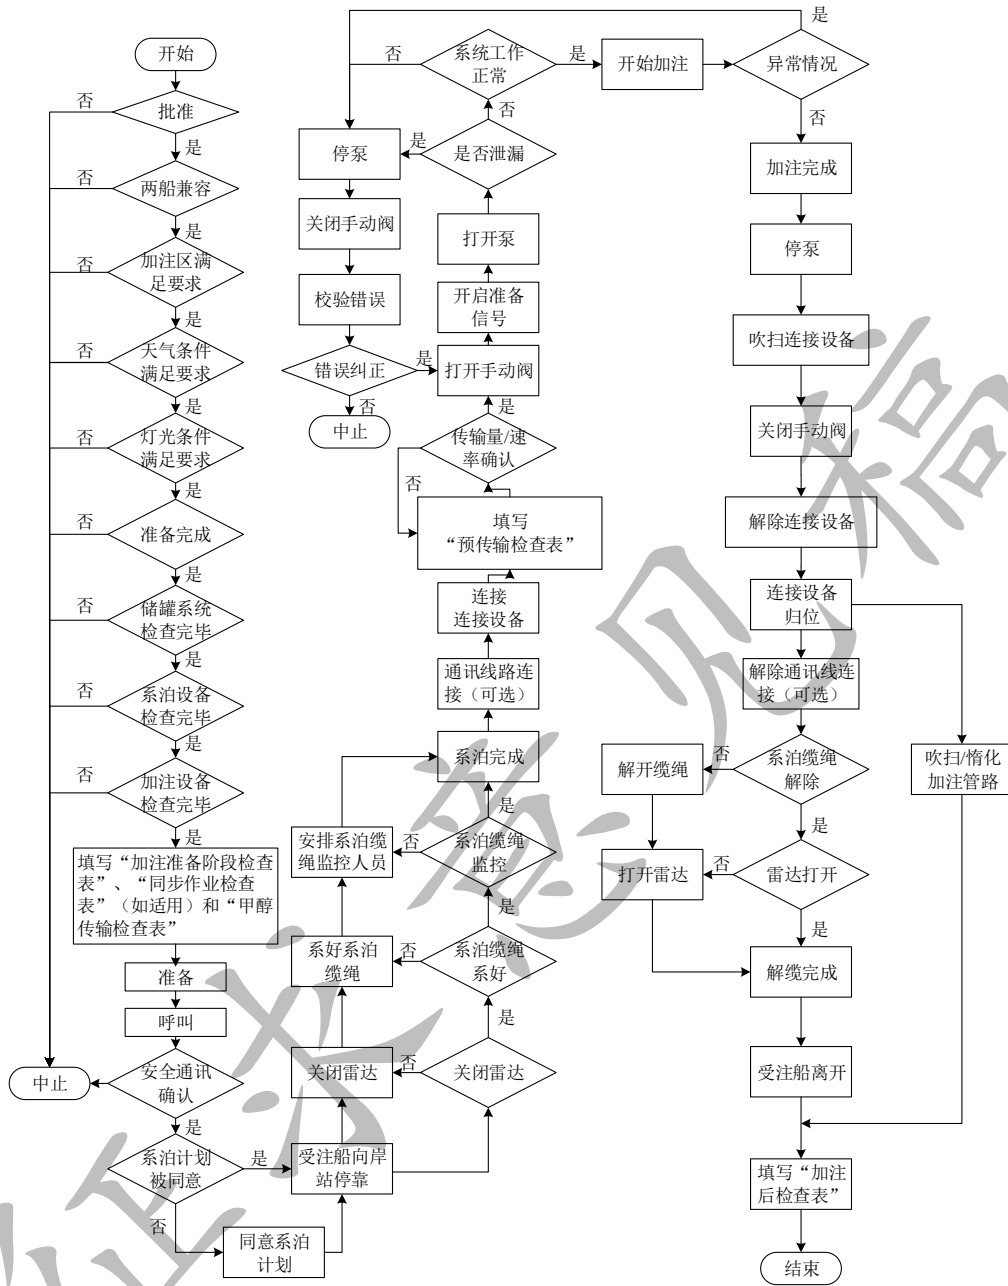 开始
批准
否
是
两船兼容
否
是
加注区满
足要求
否
是
天气条件
满足要求
否
是
灯光条件
满足要求
否
是
准备完成
否
是
储罐系统
检查完毕
否
是
系泊设备
检查完毕
否
是
加注设备
检查完毕
否
是
填写“加注准备阶段检查
表”、“同步作业检查
表”（如适用）和“甲醇
传输检查表”
准备
呼叫
安全通讯
确认
中止
是
系泊计划
被同意
是
否
同意系泊
计划
受注船向岸
站停靠
关闭雷达
否
关闭雷达
是
系好系泊
缆绳
否
系泊缆绳
系好
是
安排系泊缆
绳监控人员
否
系泊缆绳
监控
是
系泊完成
通讯线路连
接（可选）
连接
连接设备
填写
“预传输检查表”
否
传输量/速
率确认
是
打开手动阀
开启准备
信号
打开泵
是否泄漏
是
否
系统工作
正常
否
是
停泵
关闭手动阀
校验错误
错误纠正
是
否
中止
开始加注
异常情况
是
否
加注完成
停泵
吹扫连接设备
关闭手动阀
解除连接设备
连接设备
归位
解除通讯线连
接（可选）
吹扫/惰化
加注管路
系泊缆绳
解除
否
解开缆绳
是
雷达打开
否
打开雷达
是
解缆完成
受注船离开
填写“加注
后检查表”
结束
征求意见稿